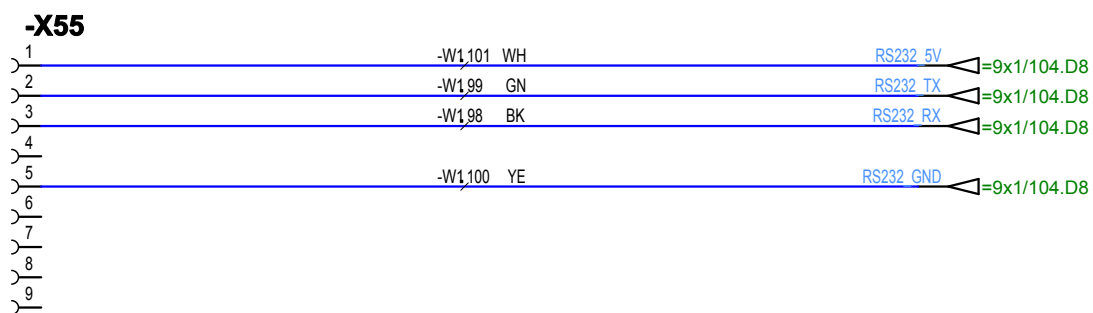 -X55
1 -W1.101 WH RS232_5V =9x1/104.D8
2 -W1.99 GN RS232_TX =9x1/104.D8
3 -W1.98 BK RS232_RX =9x1/104.D8
4
5 -W1.100 YE RS232_GND =9x1/104.D8
6
7
8
9